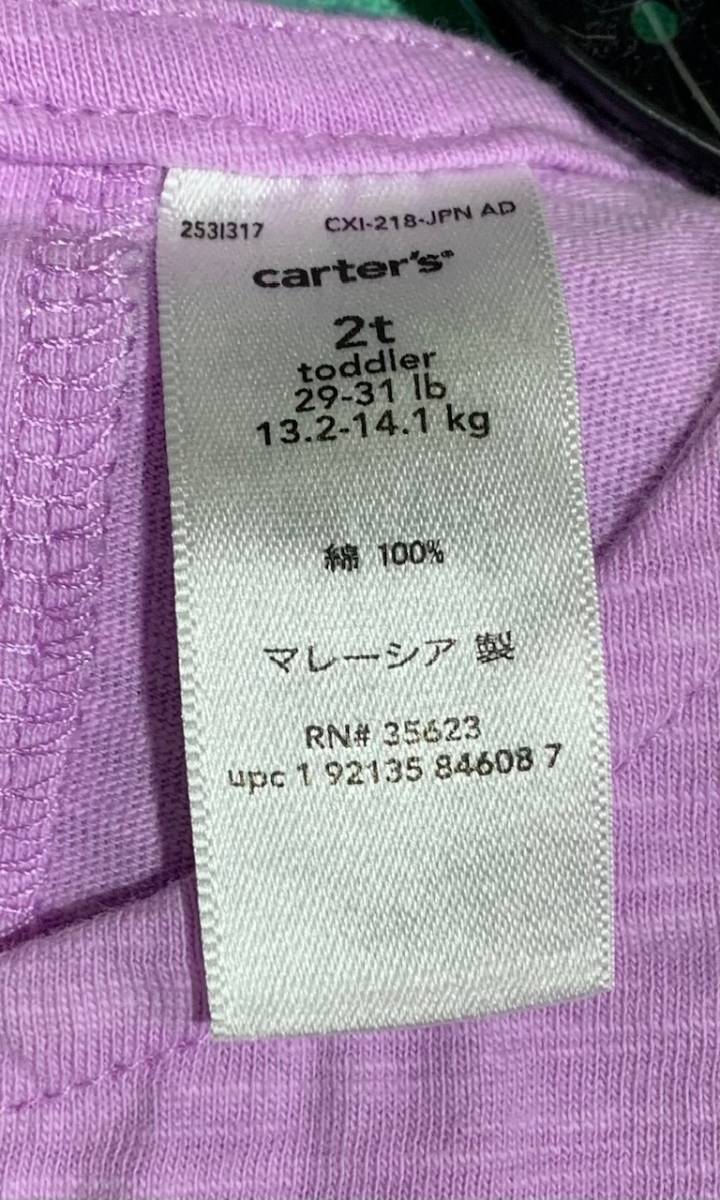 253I317 CXI-218-JPN AD
carter's®
2t
toddler
29-31 lb
13.2-14.1 kg
綿 100%
マレーシア 製
RN# 35623
upc 1 92135 84608 7